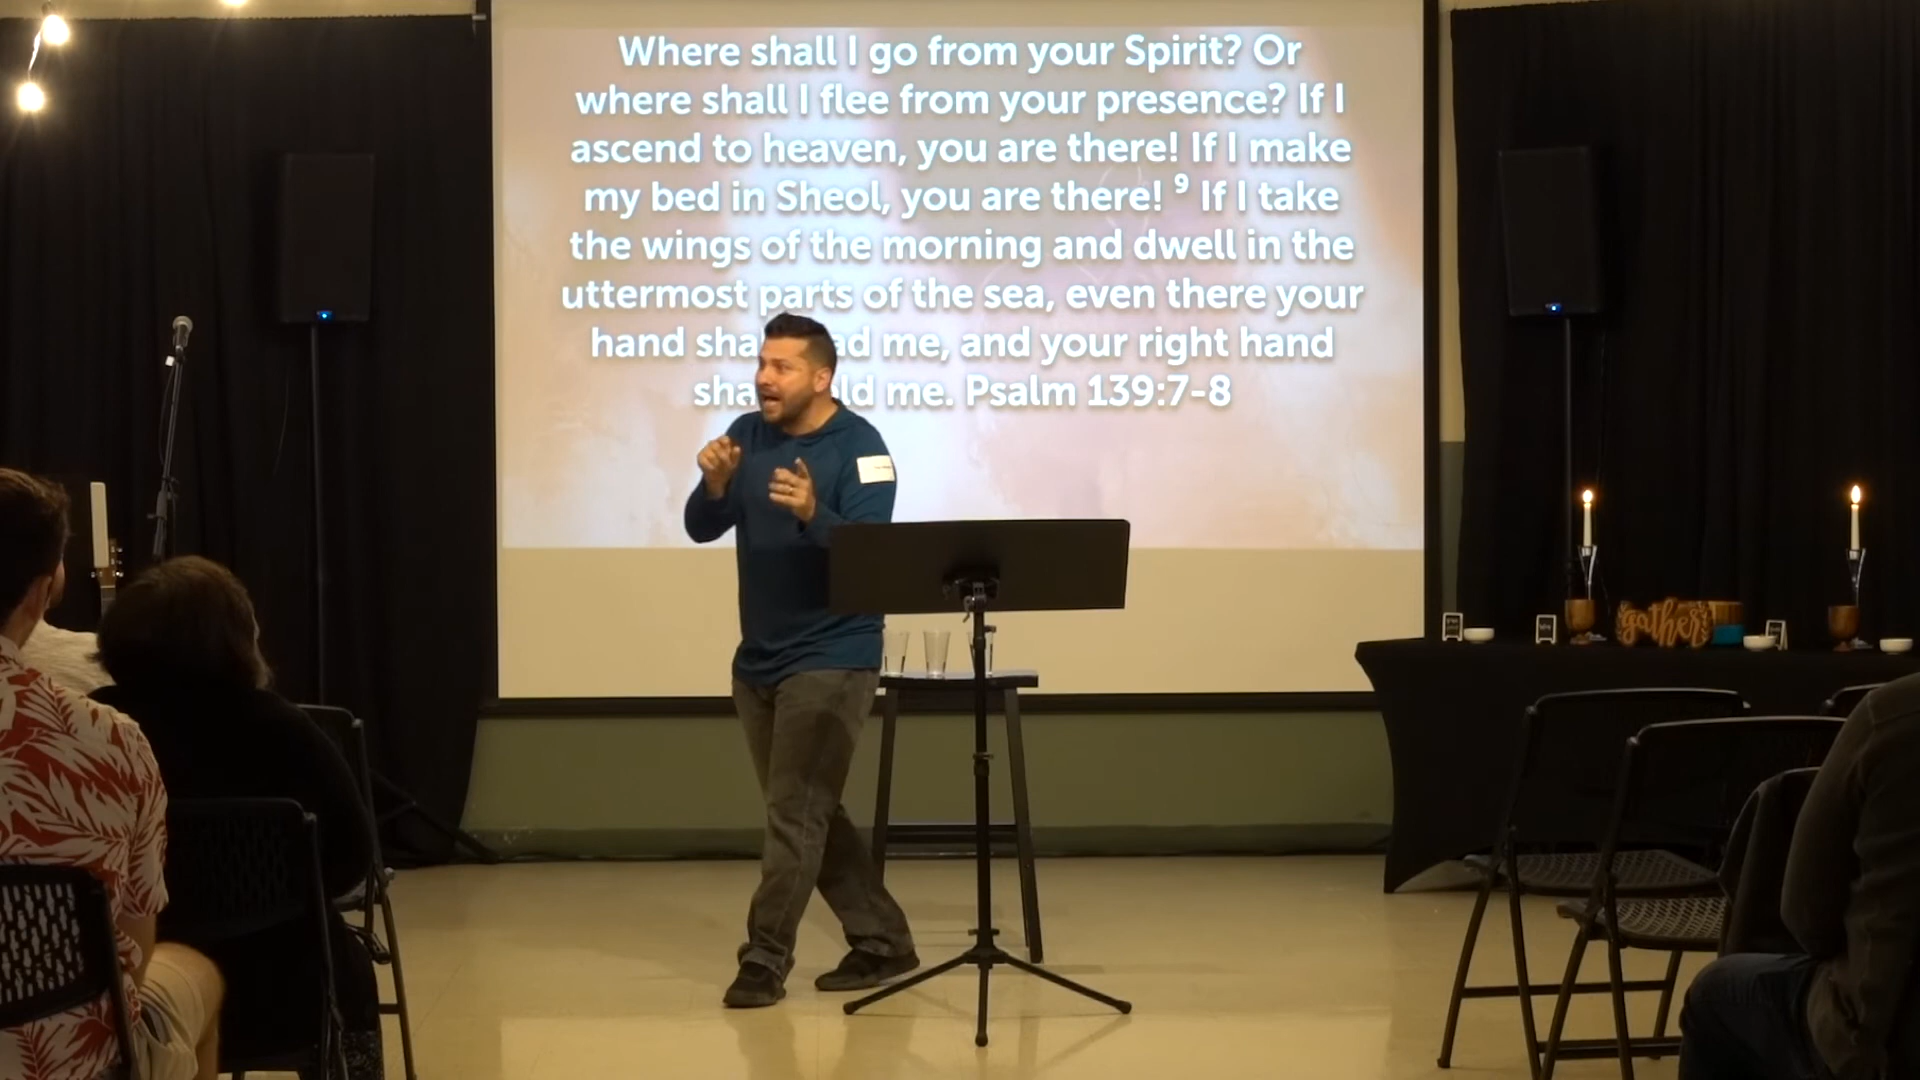 Where shall I go from your Spirit? Or
where shall I flee from your presence? If I
ascend to heaven, you are there! If I make
my bed in Sheol, you are there! ⁹ If I take
the wings of the morning and dwell in the
uttermost parts of the sea, even there your
hand me, and your right hand
me. Psalm 139:7-8
gather